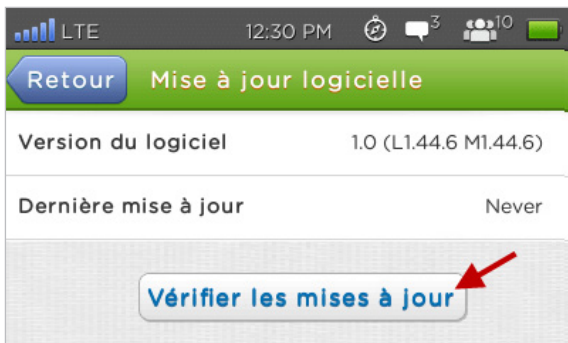 LTE 12:30 PM 3 10
Retour Mise à jour logicielle
Version du logiciel 1.0 (L1.44.6 M1.44.6)
Dernière mise à jour Never
Vérifier les mises à jour